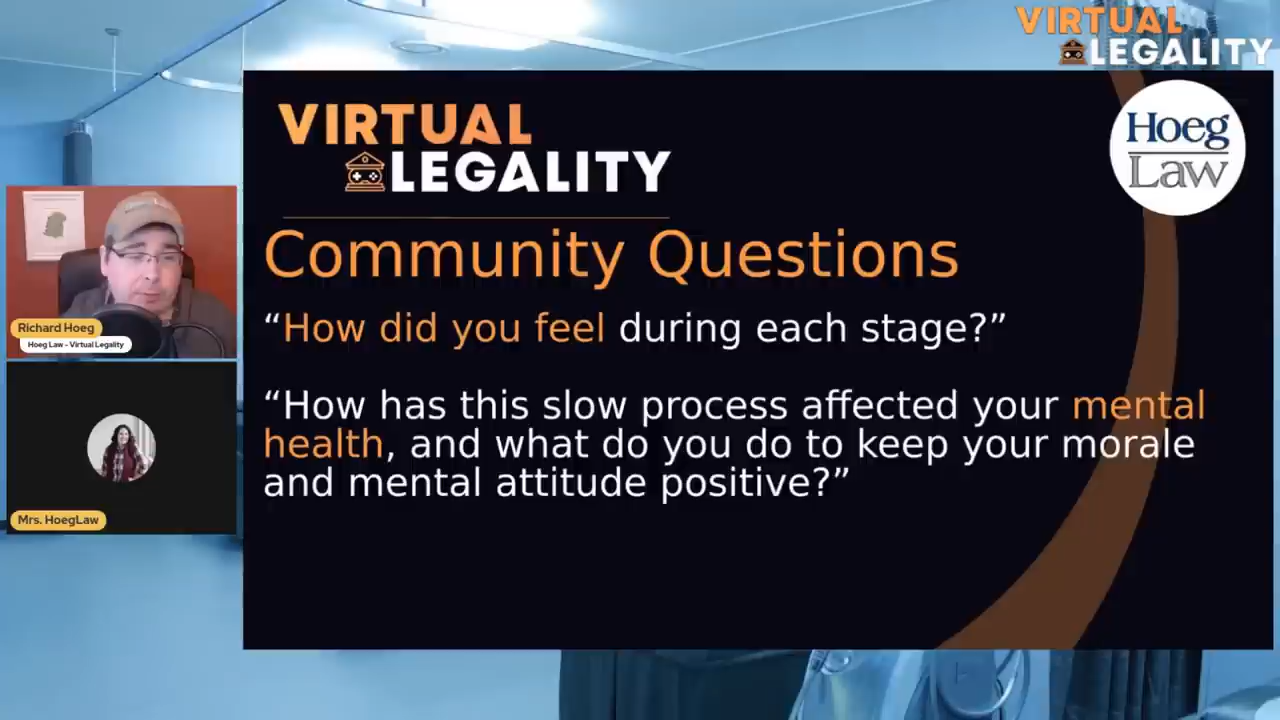 VIRTUAL
LEGALITY
VIRTUAL
LEGALITY
Hoeg
Law
Community Questions
“How did you feel during each stage?”
“How has this slow process affected your mental
health, and what do you do to keep your morale
and mental attitude positive?”
Richard Hoeg
Hoeg Law - Virtual Legality
Mrs. HoegLaw